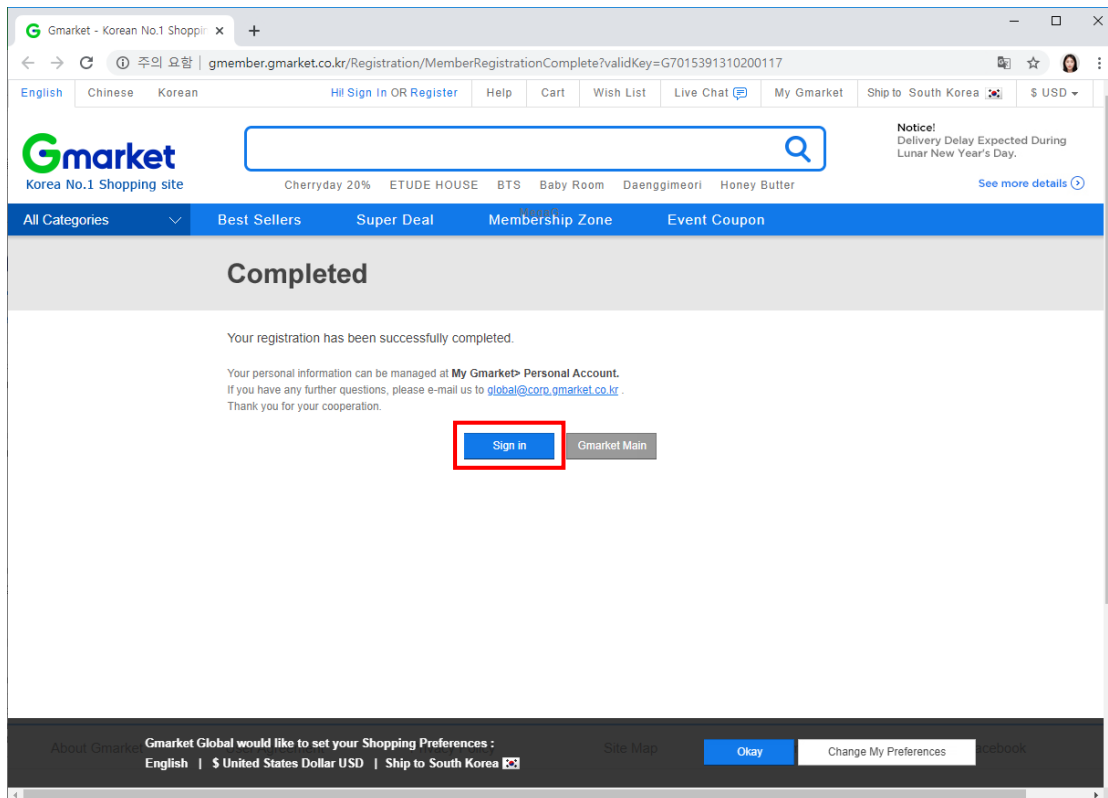 Gmarket - Korean No.1 Shoppin
주의 요함 | gmember.gmarket.co.kr/Registration/MemberRegistrationComplete?validKey=G7015391310200117
English Chinese Korean Hi! Sign In OR Register Help Cart Wish List Live Chat My Gmarket Ship to South Korea $ USD
Notice!
Delivery Delay Expected During
Lunar New Year's Day.
See more details
Gmarket
Korea No.1 Shopping site
Cherryday 20% ETUDE HOUSE BTS Baby Room Daenggimeori Honey Butter
All Categories Best Sellers Super Deal Membership Zone Event Coupon
Completed
Your registration has been successfully completed.
Your personal information can be managed at My Gmarket> Personal Account.
If you have any further questions, please e-mail us to global@corp.gmarket.co.kr .
Thank you for your cooperation.
Sign in Gmarket Main
About Gmarket Site Map
Gmarket Global would like to set your Shopping Preferences :
English | $ United States Dollar USD | Ship to South Korea
Okay Change My Preferences